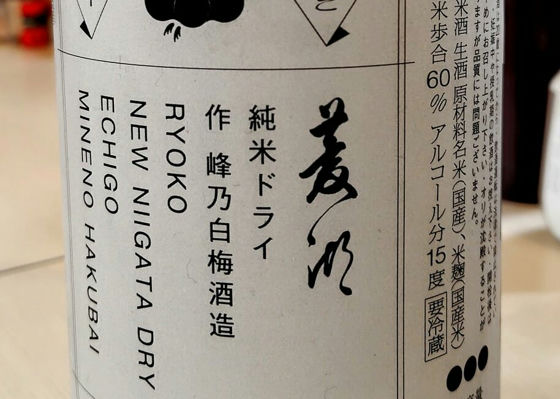 米酒 生酒 原材料名 米(国産)、米麹(国産米)
米歩合 60% アルコール分 15度 要冷蔵
菱湖
純米ドライ
作 峰乃白梅酒造
RYOKO
NEW NIIGATA DRY
ECHIGO
MINENO HAKUBAI